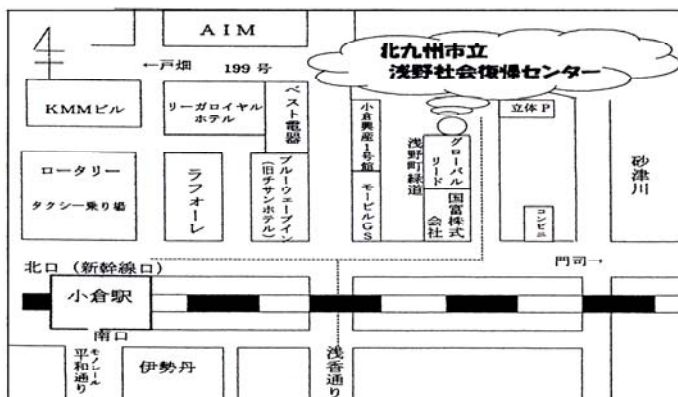 AIM
北九州市立
浅野社会復帰センター
←戸畑 199号
KMMビル
リーガロイヤル
ホテル
ベスト電器
小倉興産1号館
浅野町緑道
グローバル
リード
立体P
砂津川
ロータリー
タクシー乗り場
ラフォーレ
ブルーウェーブイン
(旧チサンホテル)
モービルGS
国富株式
会社
コンビニ
北口(新幹線口)
門司→
小倉駅
南口
モノレール
平和通り
伊勢丹
浅香通り